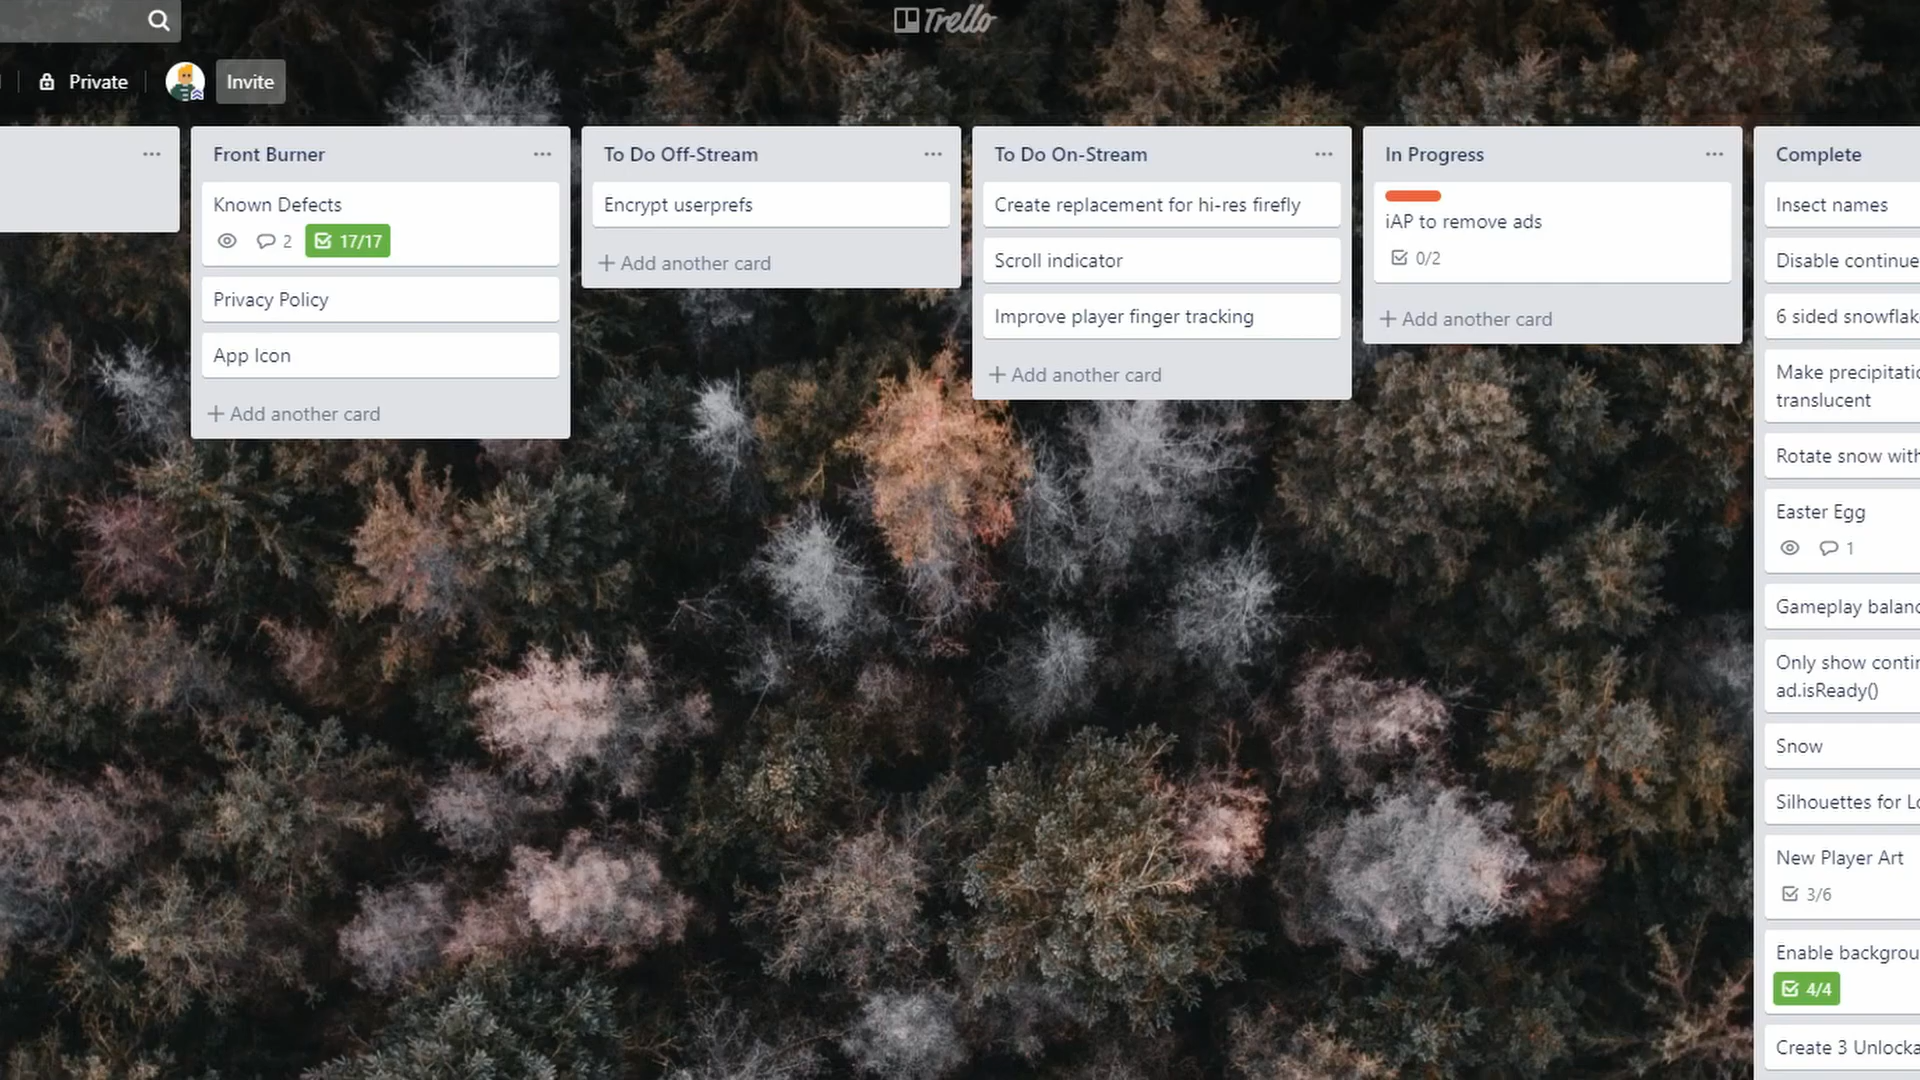 Trello
Private
Invite
Front Burner
Known Defects
2
17/17
Privacy Policy
App Icon
+ Add another card
To Do Off-Stream
Encrypt userprefs
+ Add another card
To Do On-Stream
Create replacement for hi-res firefly
Scroll indicator
Improve player finger tracking
+ Add another card
In Progress
iAP to remove ads
0/2
+ Add another card
Complete
Insect names
Disable continue
6 sided snowflak
Make precipitatio
translucent
Rotate snow with
Easter Egg
1
Gameplay balanc
Only show contin
ad.isReady()
Snow
Silhouettes for Lo
New Player Art
3/6
Enable backgrou
4/4
Create 3 Unlocka